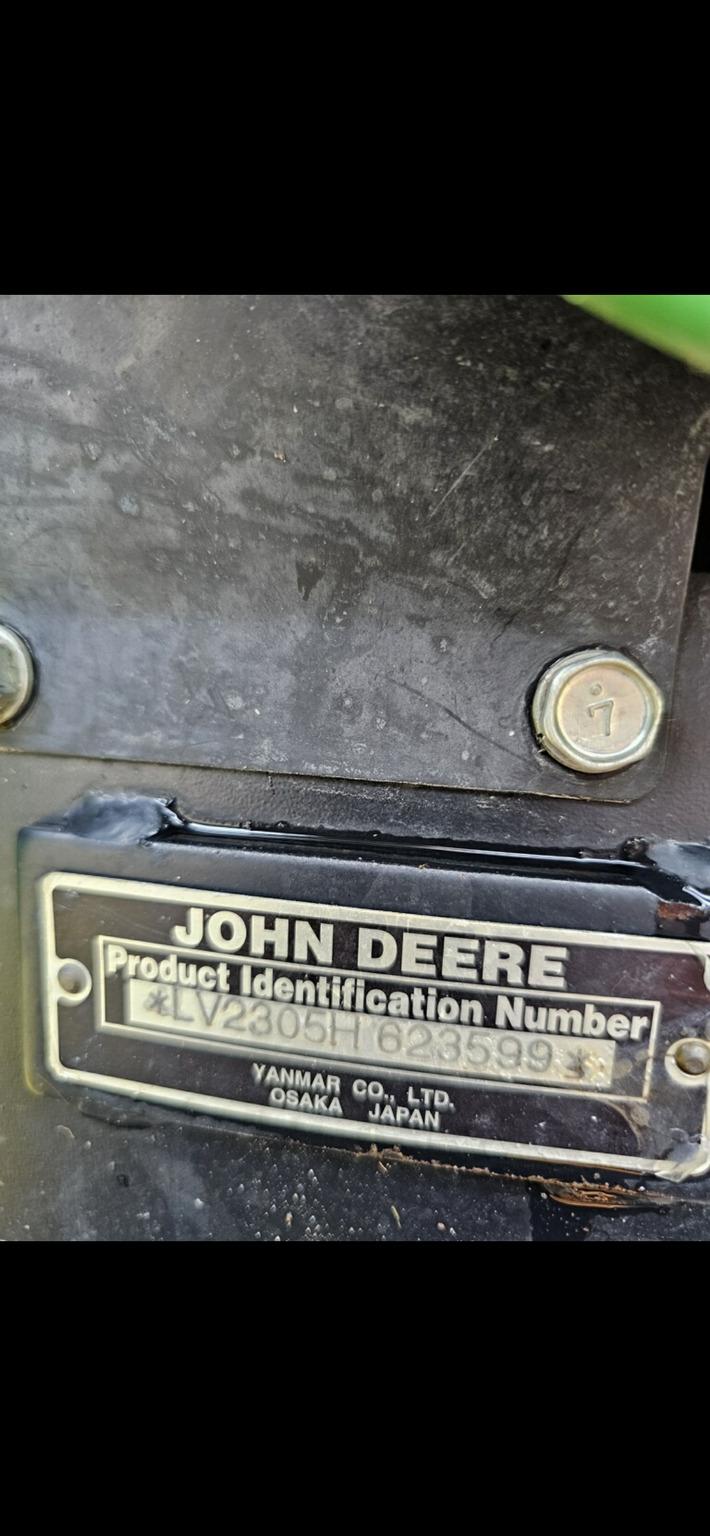 7
JOHN DEERE
Product Identification Number
*LV2305H 623599*
YANMAR CO., LTD.
OSAKA JAPAN